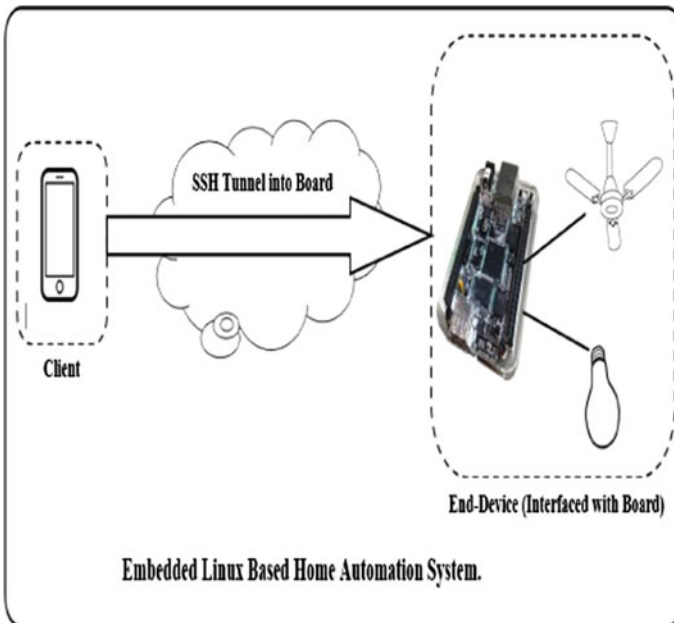 SSH Tunnel into Board
Client
End-Device (Interfaced with Board)
Embedded Linux Based Home Automation System.